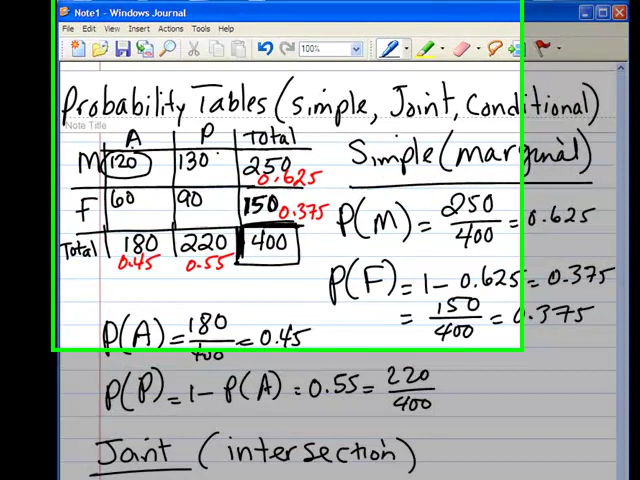 Note1 - Windows Journal
File Edit View Insert Actions Tools Help
100%
Probability Tables (simple, Joint, Conditional)
Note Title
A P Total
M 120 130 250 0.625
F 60 90 150 0.375
Total 180 220 400
0.45 0.55
Simple (marginal)
P(M) = 250/400 = 0.625
P(F) = 1 - 0.625 = 0.375
= 150/400 = 0.375
P(A) = 180/400 = 0.45
P(P) = 1 - P(A) = 0.55 = 220/400
Joint (intersection)